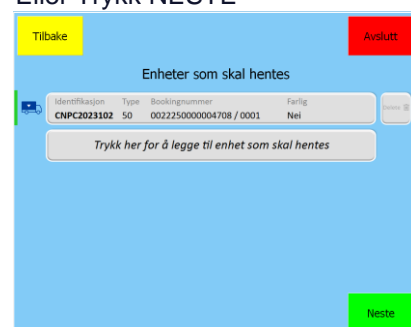 Eller Trykk NESTE
Tilbake
Avslutt
Enheter som skal hentes
Identifikasjon Type Bookingnummer Farlig
CNPC2023102 50 0022250000004708 / 0001 Nei
Trykk her for å legge til enhet som skal hentes
Neste